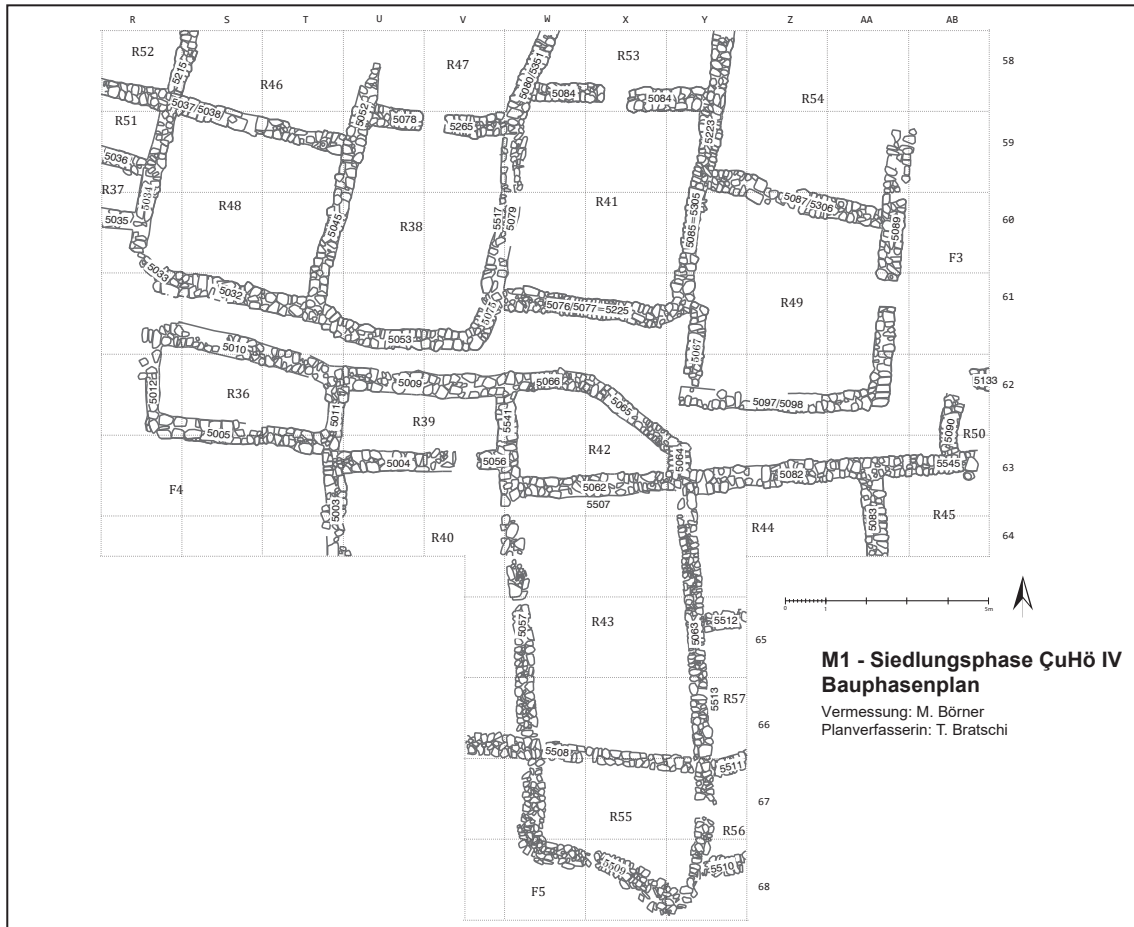 R S T U V W X Y Z AA AB
R52 R46 R47 R53 R54 58
5215 5037/5038 5052 5078 5265 5080/5351 5084 5084 5223
R51 59
5036 5034
R37 R48 R38 R41 5087/5306
5035 5045 5517 5079 5085=5305 5089 60
F3
5033 5032 5053 5075 5076/5077=5225 R49 61
5067
5010 5009 5066 5133 62
5012 R36 5011 R39 5541 5065 5097/5098
5005 R42 5064 5090 R50
5004 5056 5062 5082 5545 63
F4 5003 5507 5083 R45
R40 R44 64
R43 5512 65
5057 5063
5513 R57 66
5508 5511
R55 67
R56
5509 5510
F5 68
0 1 5m
M1 - Siedlungsphase ÇuHö IV
Bauphasenplan
Vermessung: M. Börner
Planverfasserin: T. Bratschi